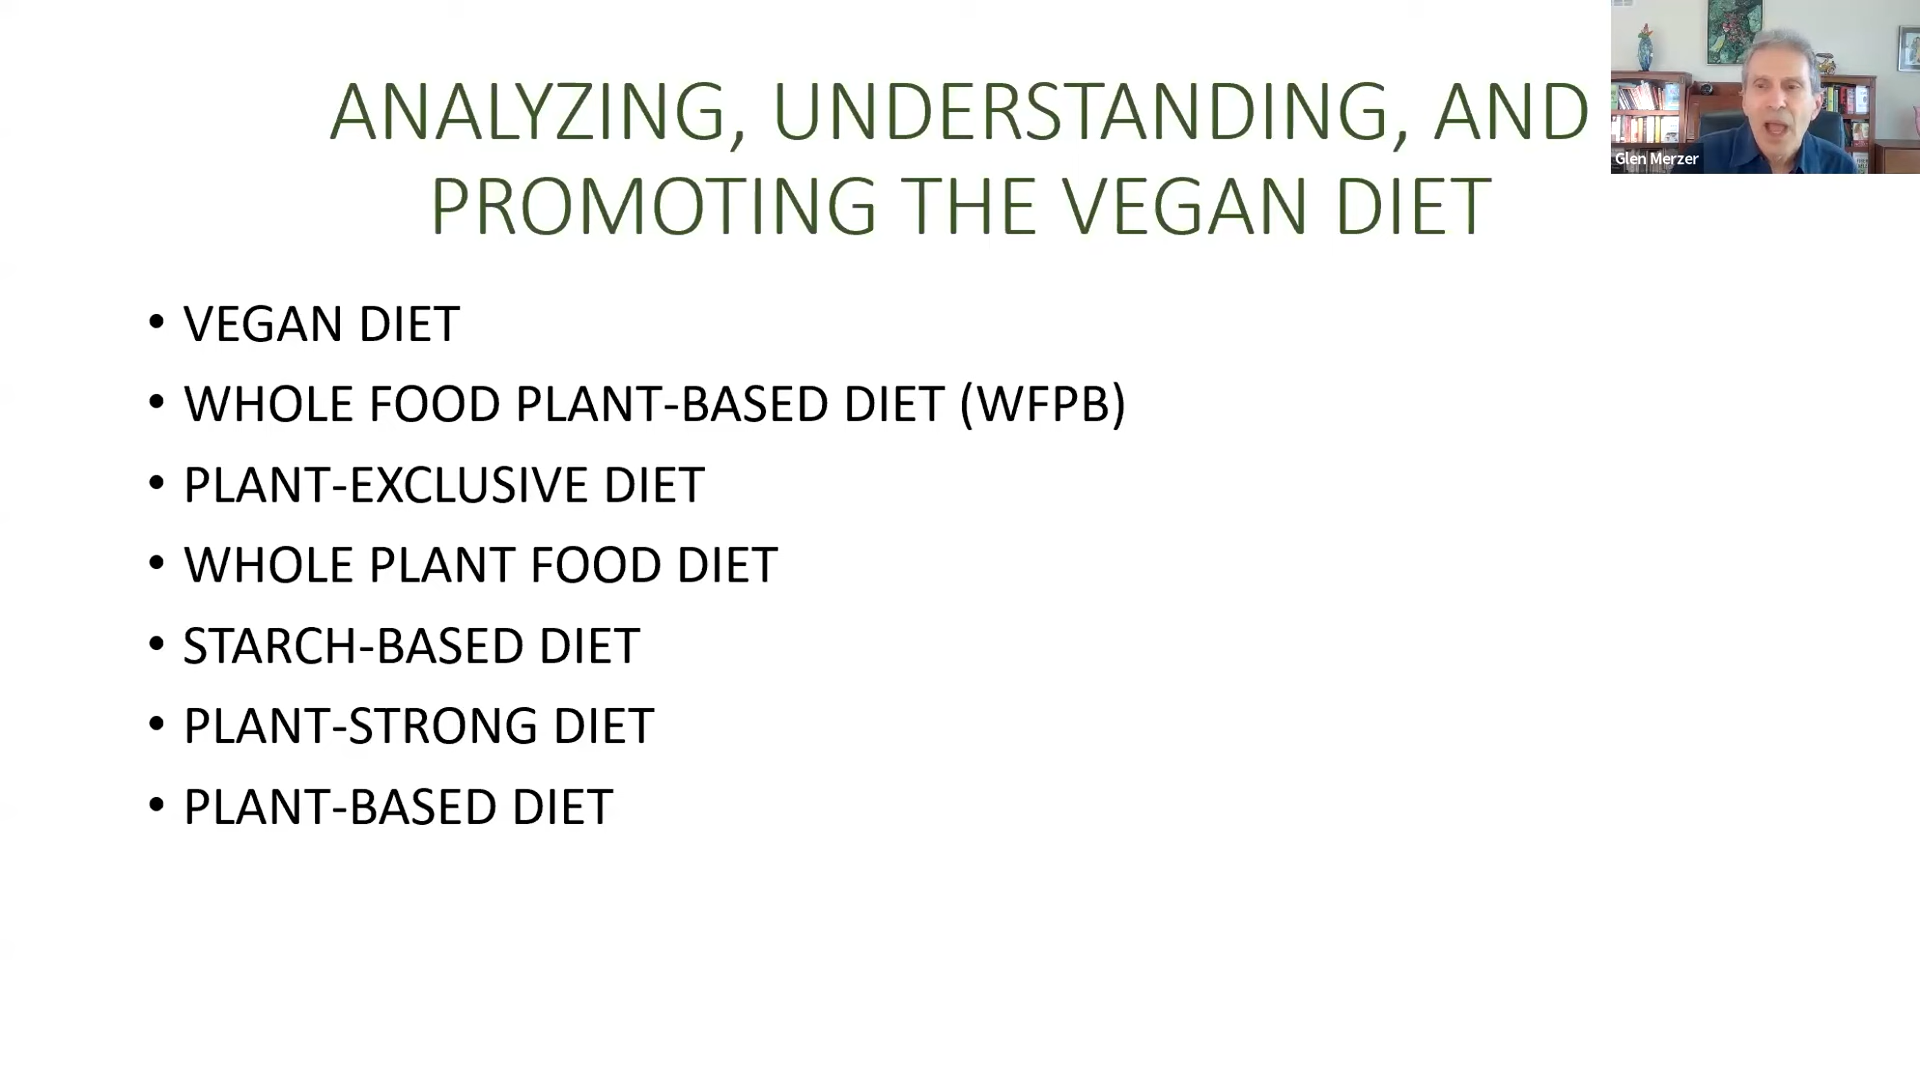 ANALYZING, UNDERSTANDING, AND
PROMOTING THE VEGAN DIET
Glen Merzer
• VEGAN DIET
• WHOLE FOOD PLANT-BASED DIET (WFPB)
• PLANT-EXCLUSIVE DIET
• WHOLE PLANT FOOD DIET
• STARCH-BASED DIET
• PLANT-STRONG DIET
• PLANT-BASED DIET